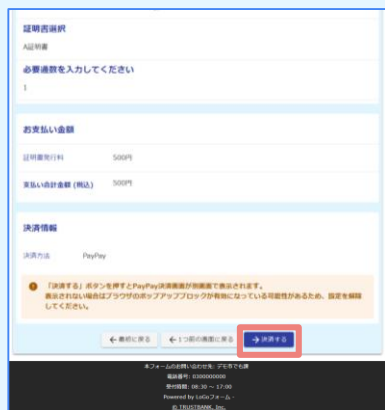 証明書選択
A証明書
必要通数を入力してください
1
お支払い金額
証明書発行料 500円
支払い合計金額 (税込) 500円
決済情報
決済方法 PayPay
「決済する」ボタンを押すとPayPay決済画面が別画面で表示されます。
表示されない場合はブラウザのポップアップブロックが有効になっている可能性があるため、設定を解除
してください。
← 最初に戻る ← 1つ前の画面に戻る → 決済する
本フォームのお問い合わせ先: デモ市でも課
電話番号: 0300000000
受付時間: 08:30 ～ 17:00
Powered by LoGoフォーム -
© TRUSTBANK, Inc.